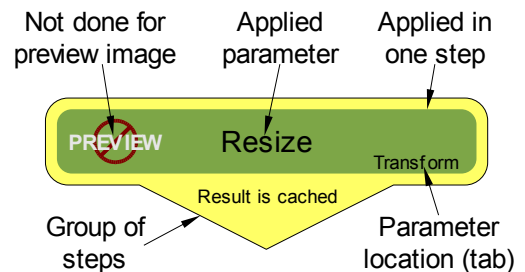 Not done for
preview image
Applied
parameter
Applied in
one step
PREVIEW
Resize
Transform
Result is cached
Group of
steps
Parameter
location (tab)